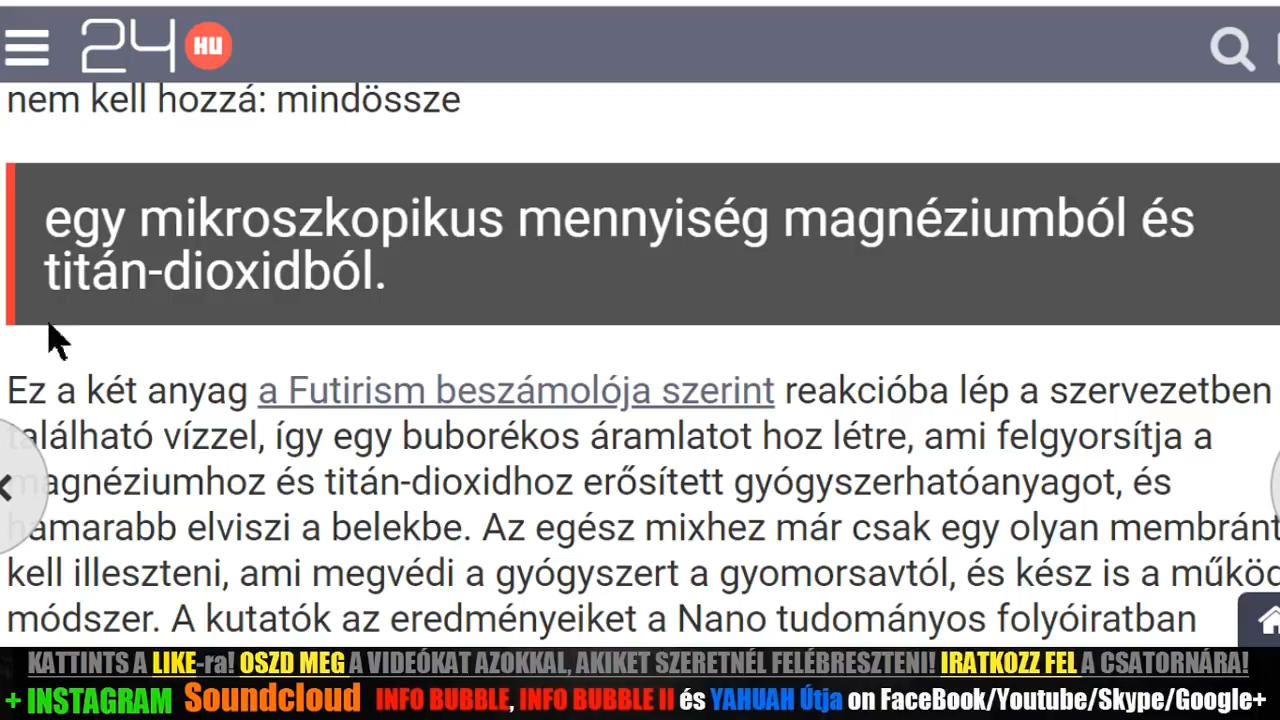 24 HU
nem kell hozzá: mindössze
egy mikroszkopikus mennyiség magnéziumból és
titán-dioxidból.
Ez a két anyag a Futirism beszámolója szerint reakcióba lép a szervezetben
található vízzel, így egy buborékos áramlatot hoz létre, ami felgyorsítja a
magnéziumhoz és titán-dioxidhoz erősített gyógyszerhatóanyagot, és
hamarabb elviszi a belekbe. Az egész mixhez már csak egy olyan membránt
kell illeszteni, ami megvédi a gyógyszert a gyomorsavtól, és kész is a működ
módszer. A kutatók az eredményeiket a Nano tudományos folyóiratban
KATTINTS A LIKE-ra! OSZD MEG A VIDEÓKAT AZOKKAL, AKIKET SZERETNÉL FELÉBRESZTENI! IRATKOZZ FEL A CSATORNÁRA!
+ INSTAGRAM Soundcloud INFO BUBBLE, INFO BUBBLE II és YAHUAH Útja on FaceBook/Youtube/Skype/Google+